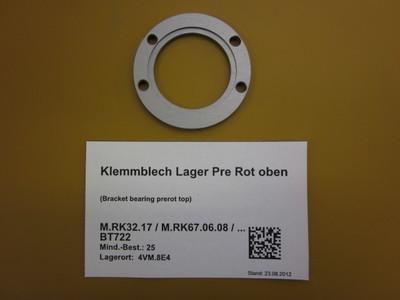 Klemmblech Lager Pre Rot oben
(Bracket bearing prerot top)
M.RK32.17 / M.RK67.06.08 / ...
BT722
Mind.-Best.: 25
Lagerort: 4VM.8E4
Stand: 23.08.2012